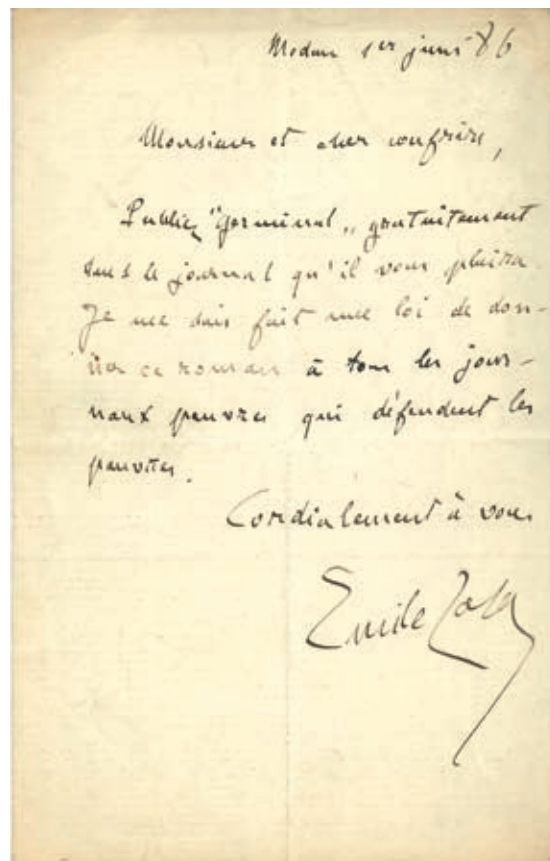 Médan 1er juin 86
Monsieur et cher confrère,
Publiez "Germinal" gratuitement
dans le journal qu'il vous plaira.
Je me suis fait une loi de don-
ner ce roman à tous les jour-
naux pauvres qui défendent les
pauvres.
Cordialement à vous
Emile Zola